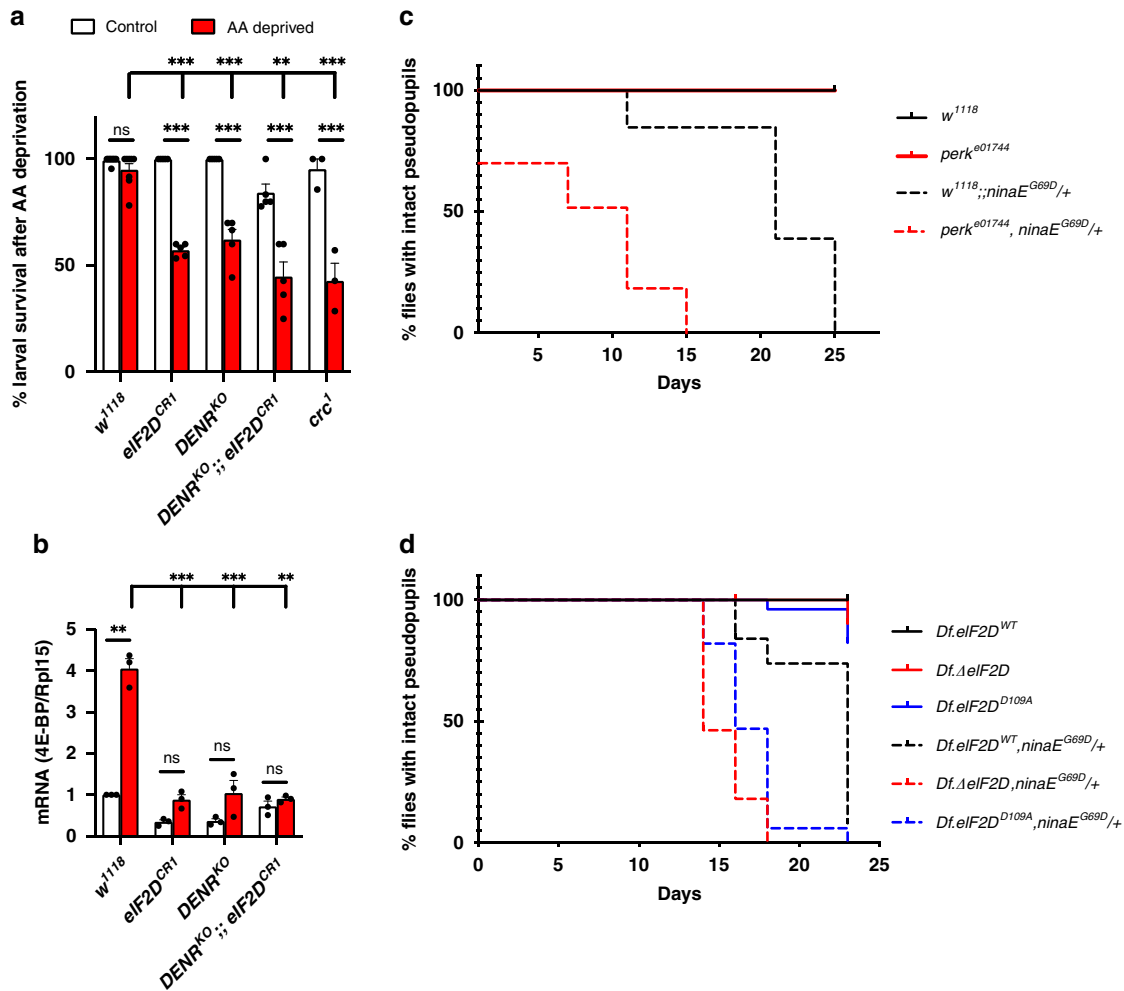 a
Control
AA deprived
*** *** ** ***
ns *** *** *** ***
% larval survival after AA deprivation
100
50
0
w1118
eIF2DCR1
DENRKO
DENRKO;; eIF2DCR1
crc1
b
*** *** **
** ns ns ns
mRNA (4E-BP/Rpl15)
5
4
3
2
1
0
w1118
eIF2DCR1
DENRKO
DENRKO;; eIF2DCR1
c
% flies with intact pseudopupils
100
50
0
5 10 15 20 25
Days
w1118
perke01744
w1118;;ninaEG69D/+
perke01744, ninaEG69D/+
d
% flies with intact pseudopupils
100
50
0
0 5 10 15 20 25
Days
Df.eIF2DWT
Df.ΔeIF2D
Df.eIF2DD109A
Df.eIF2DWT,ninaEG69D/+
Df.ΔeIF2D,ninaEG69D/+
Df.eIF2DD109A,ninaEG69D/+